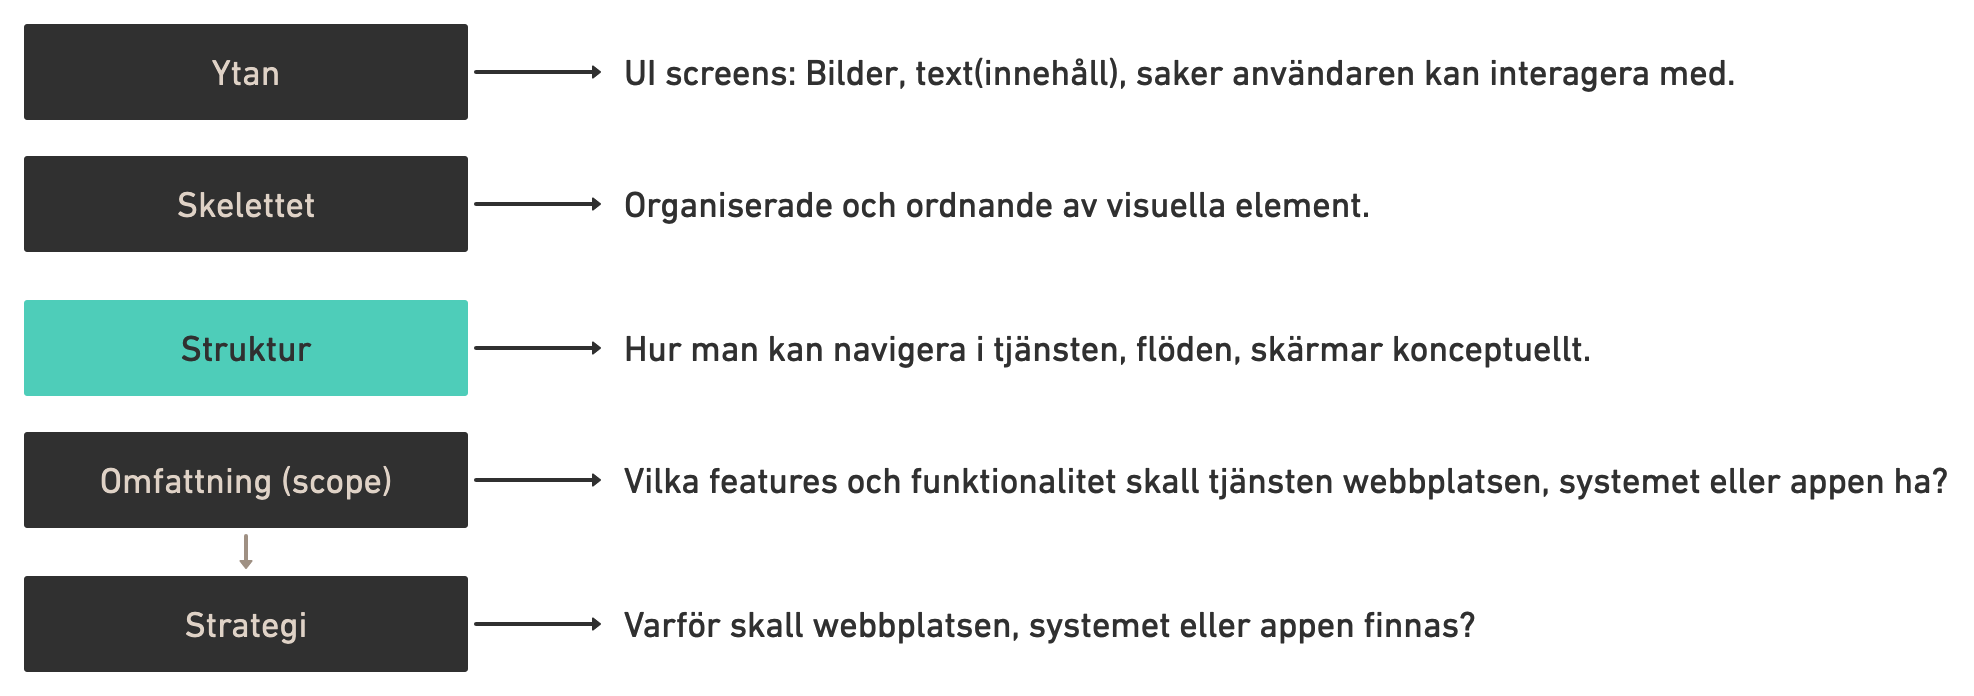 Ytan
UI screens: Bilder, text(innehåll), saker användaren kan interagera med.
Skelettet
Organiserade och ordnande av visuella element.
Struktur
Hur man kan navigera i tjänsten, flöden, skärmar konceptuellt.
Omfattning (scope)
Vilka features och funktionalitet skall tjänsten webbplatsen, systemet eller appen ha?
Strategi
Varför skall webbplatsen, systemet eller appen finnas?